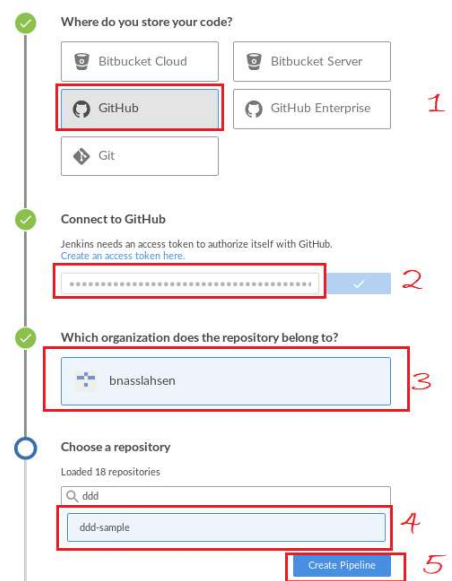 Where do you store your code?
Bitbucket Cloud
Bitbucket Server
GitHub
GitHub Enterprise
1
Git
Connect to GitHub
Jenkins needs an access token to authorize itself with GitHub.
Create an access token here.
2
Which organization does the repository belong to?
bnasslahsen
3
Choose a repository
Loaded 18 repositories
ddd
ddd-sample
4
Create Pipeline
5